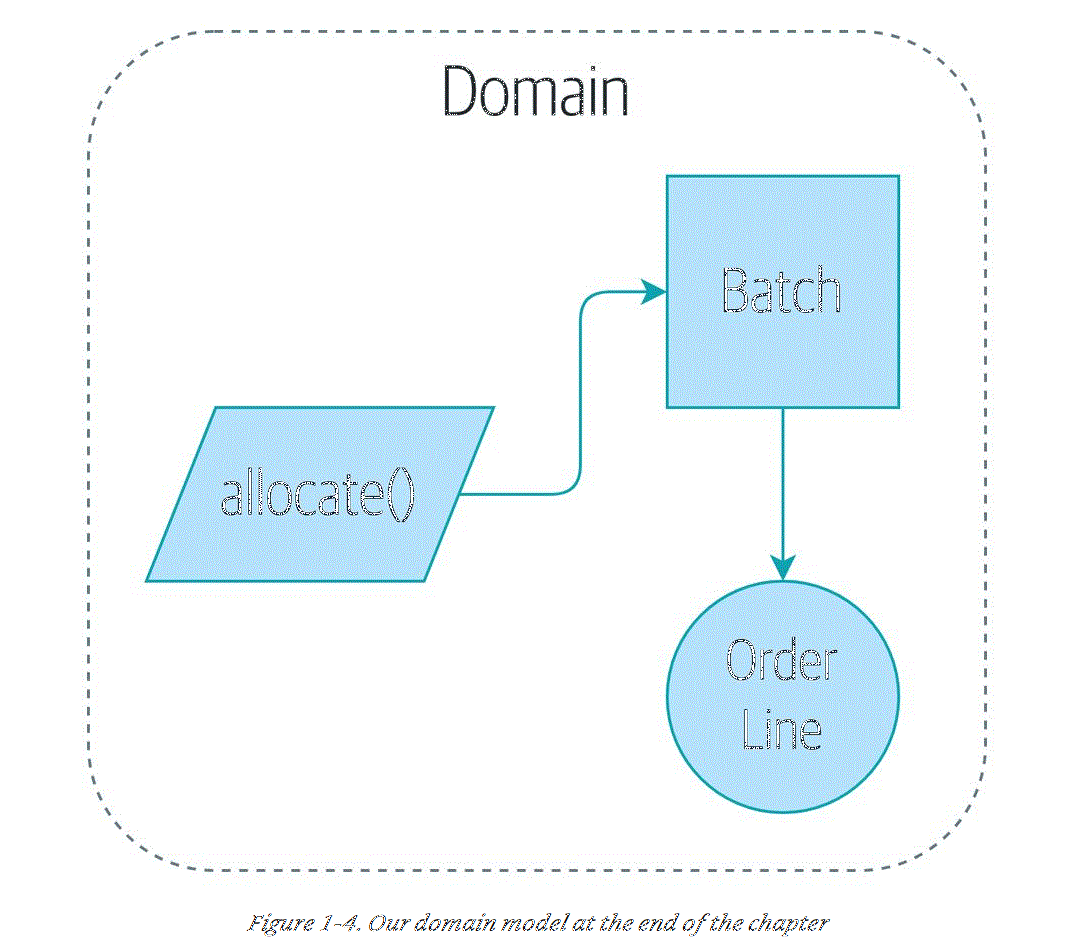 Domain
Batch
allocate()
Order
Line
Figure 1-4. Our domain model at the end of the chapter